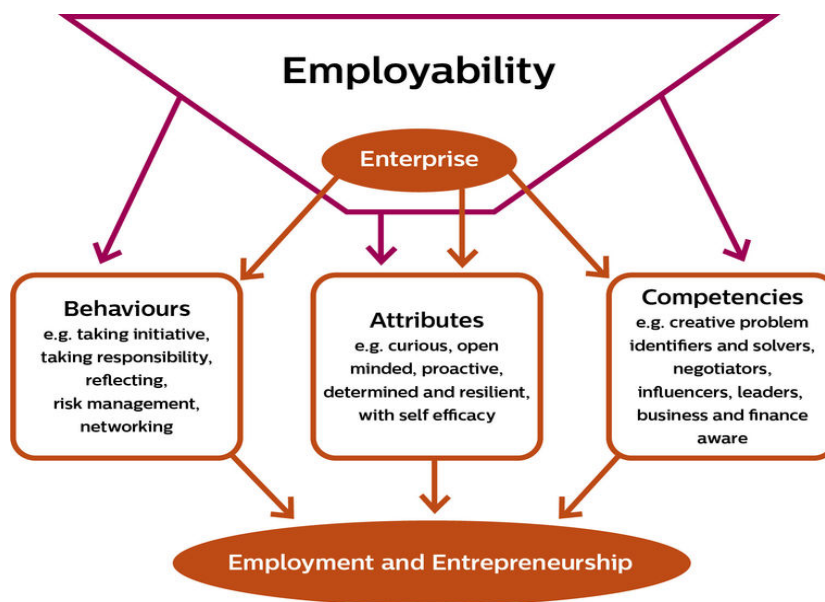 Employability
Enterprise
Behaviours
e.g. taking initiative,
taking responsibility,
reflecting,
risk management,
networking
Attributes
e.g. curious, open
minded, proactive,
determined and resilient,
with self efficacy
Competencies
e.g. creative problem
identifiers and solvers,
negotiators,
influencers, leaders,
business and finance
aware
Employment and Entrepreneurship